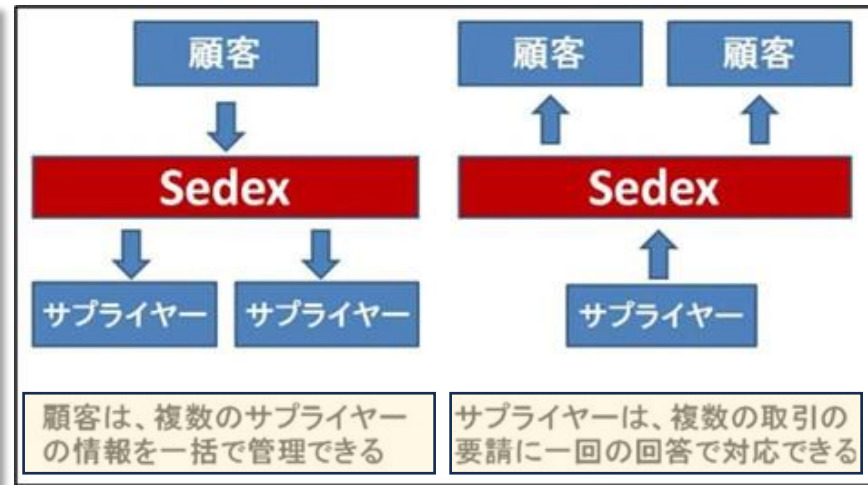 顧客
Sedex
サプライヤー サプライヤー
顧客は、複数のサプライヤー
の情報を一括で管理できる
顧客 顧客
Sedex
サプライヤー
サプライヤーは、複数の取引の
要請に一回の回答で対応できる